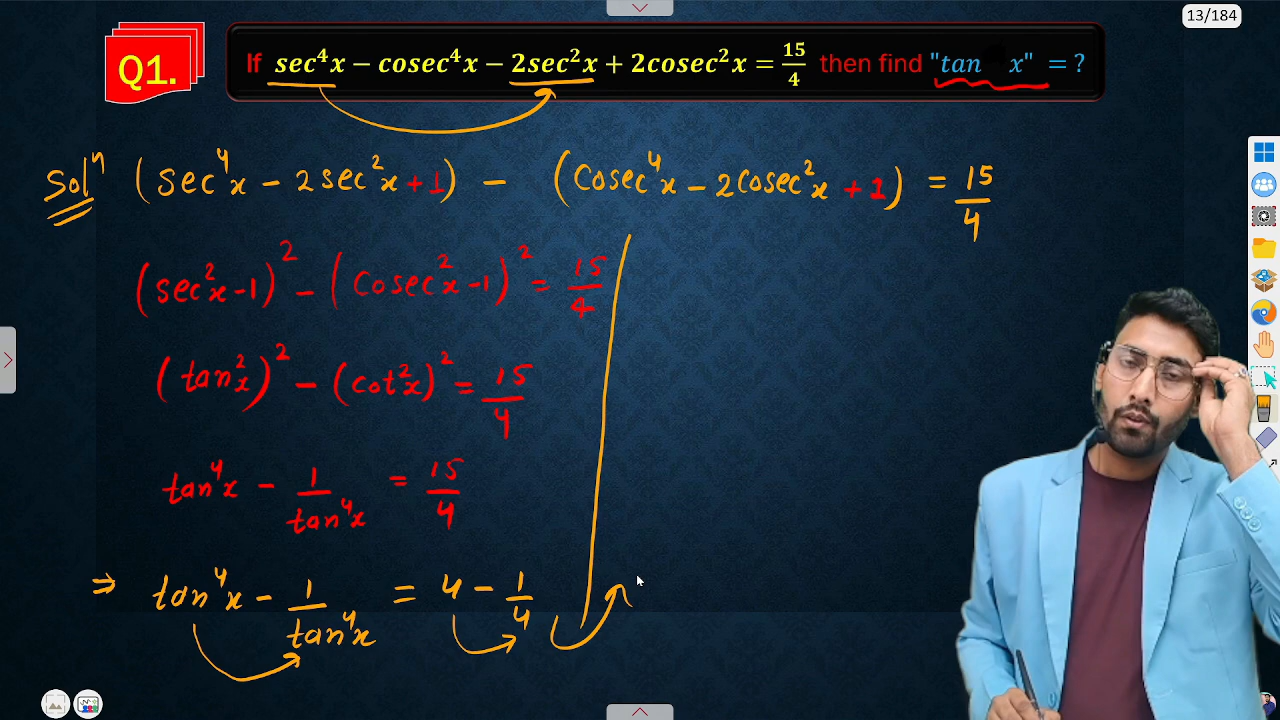 13/184
Q1. If sec⁴x − cosec⁴x − 2sec²x + 2cosec²x = 15/4 then find "tan x" = ?
Solⁿ (sec⁴x − 2sec²x + 1) − (cosec⁴x − 2cosec²x + 1) = 15/4
(sec²x − 1)² − (cosec²x − 1)² = 15/4
(tan²x)² − (cot²x)² = 15/4
tan⁴x − 1/tan⁴x = 15/4
⇒ tan⁴x − 1/tan⁴x = 4 − 1/4